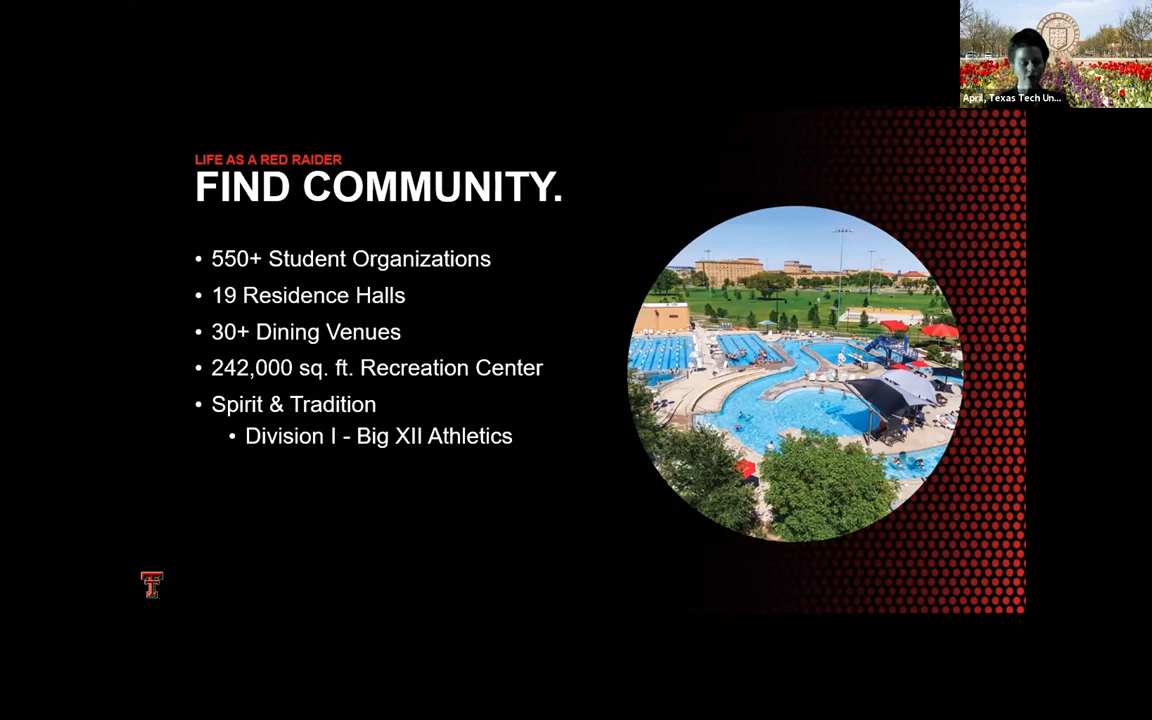 April, Texas Tech Un...
LIFE AS A RED RAIDER
FIND COMMUNITY.
• 550+ Student Organizations
• 19 Residence Halls
• 30+ Dining Venues
• 242,000 sq. ft. Recreation Center
• Spirit & Tradition
• Division I - Big XII Athletics